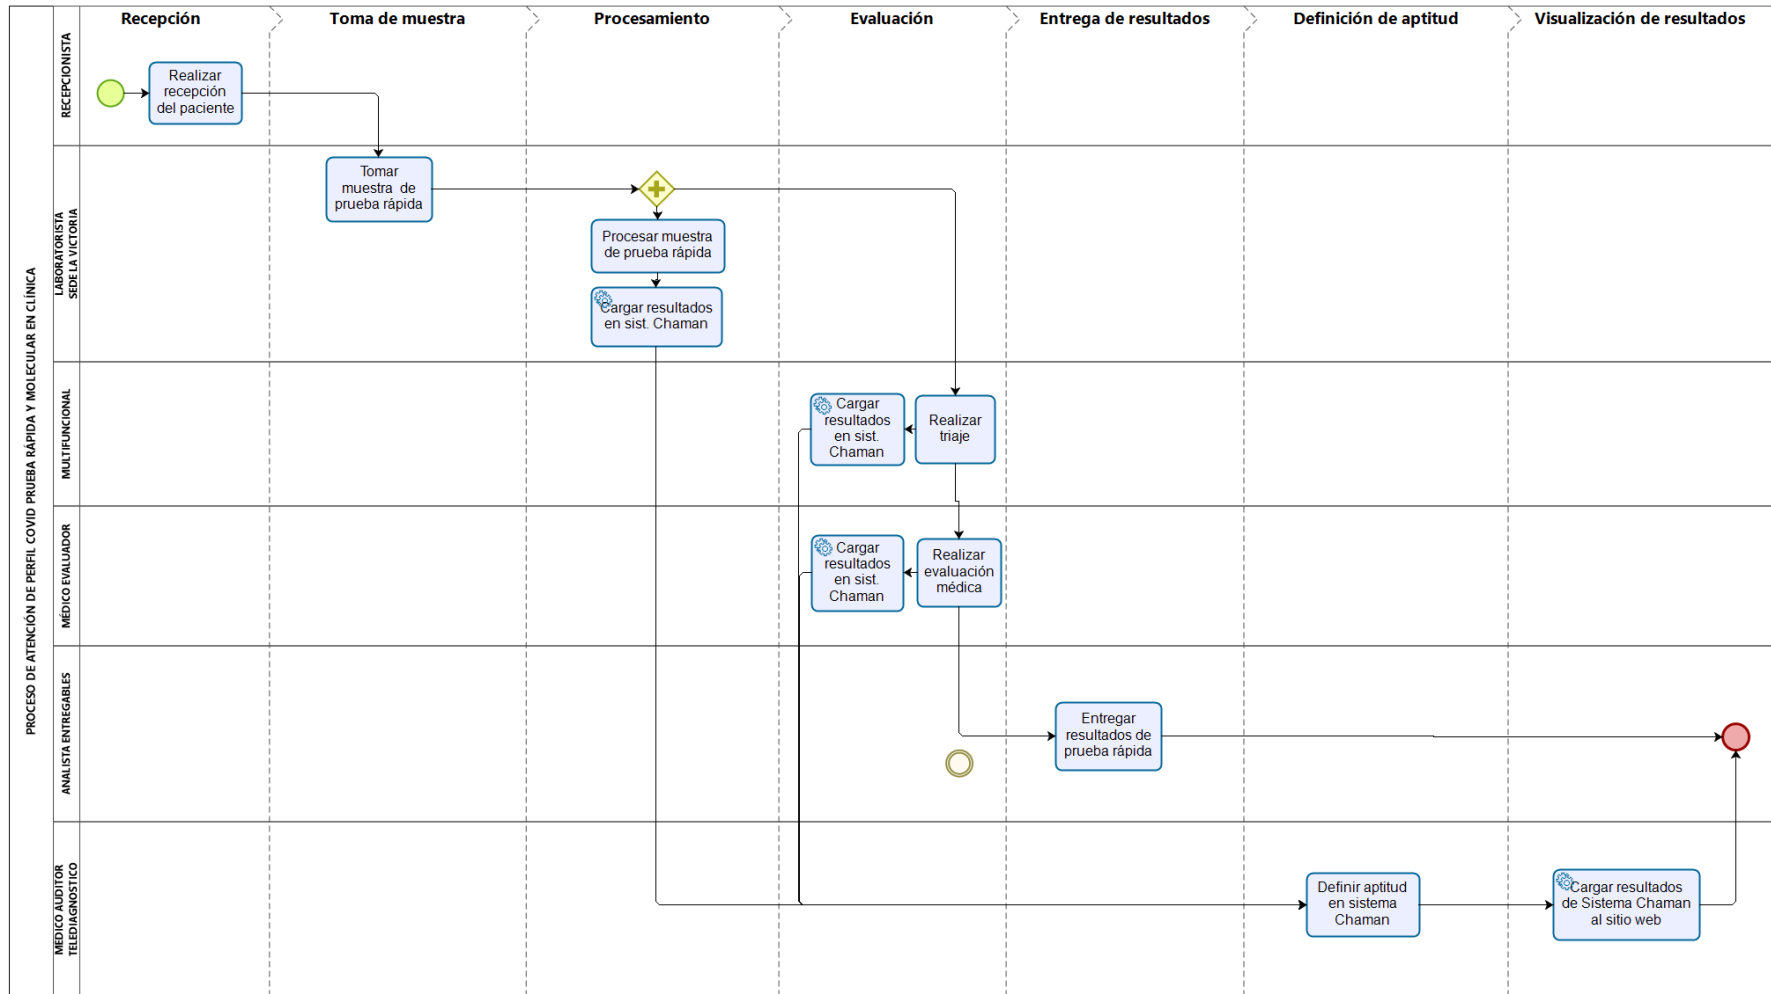 Recepción
Toma de muestra
Procesamiento
Evaluación
Entrega de resultados
Definición de aptitud
Visualización de resultados
PROCESO DE ATENCIÓN DE PERFIL COVID PRUEBA RÁPIDA Y MOLECULAR EN CLÍNICA
RECEPCIONISTA
Realizar
recepción
del paciente
LABORATORISTA
SEDE LA VICTORIA
Tomar
muestra de
prueba rápida
Procesar muestra
de prueba rápida
Cargar resultados
en sist. Chaman
MULTIFUNCIONAL
Cargar
resultados
en sist.
Chaman
Realizar
triaje
MÉDICO EVALUADOR
Cargar
resultados
en sist.
Chaman
Realizar
evaluación
médica
ANALISTA ENTREGABLES
Entregar
resultados de
prueba rápida
MEDICO AUDITOR
TELEDIAGNOSTICO
Definir aptitud
en sistema
Chaman
Cargar resultados
de Sistema Chaman
al sitio web